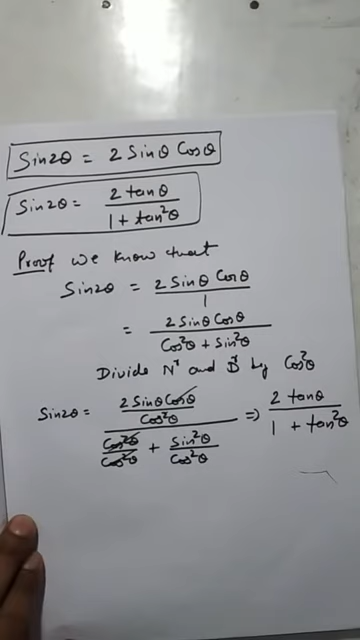 Sin2θ = 2 Sinθ Cosθ
Sin2θ = 2 tanθ / 1 + tan²θ
Proof we know that
Sin2θ = 2 Sinθ Cosθ / 1
= 2 Sinθ Cosθ / Cos²θ + Sin²θ
Divide Nʳ and Dʳ by Cos²θ
Sin2θ = 2 Sinθ Cosθ / Cos²θ / Cos²θ / Cos²θ + Sin²θ / Cos²θ ⇒ 2 tanθ / 1 + tan²θ